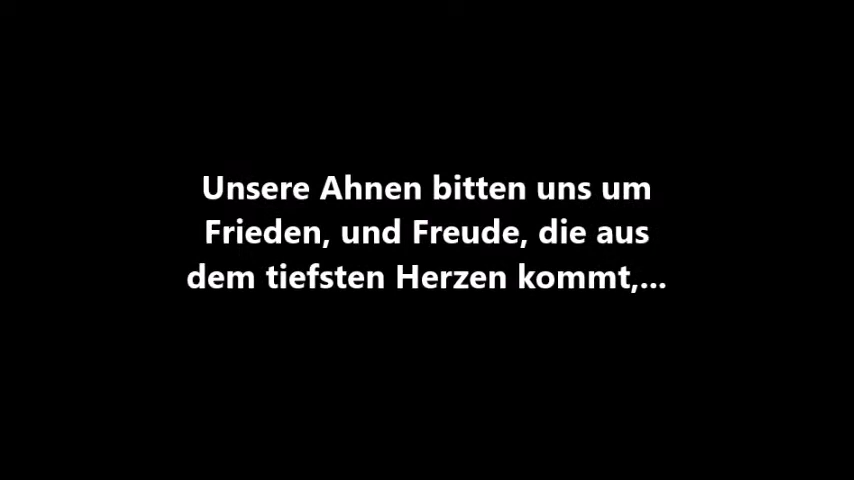 Unsere Ahnen bitten uns um
Frieden, und Freude, die aus
dem tiefsten Herzen kommt,...